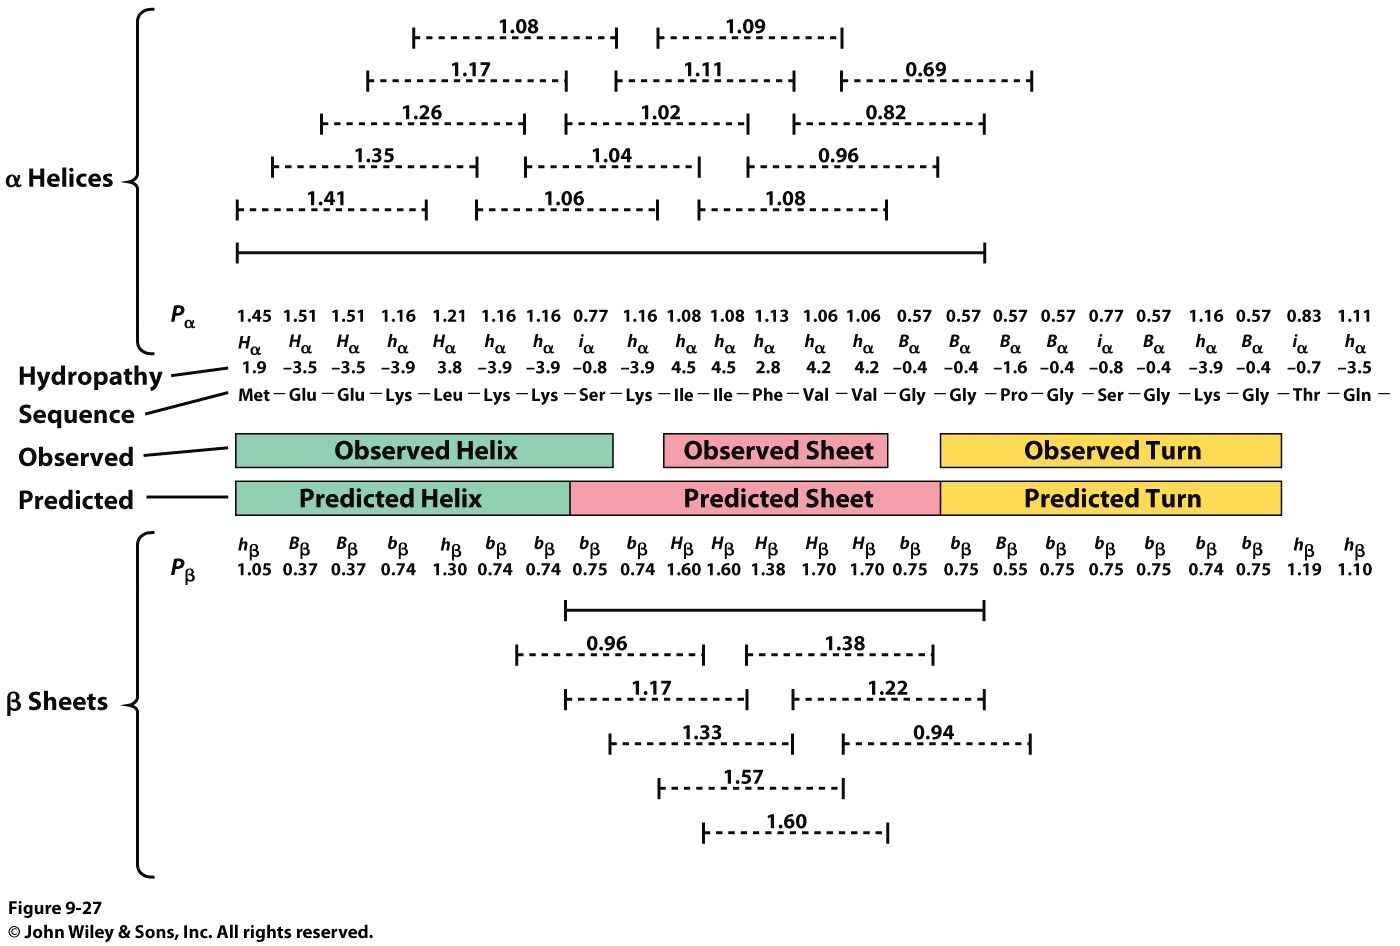 1.08 1.09
1.17 1.11 0.69
1.26 1.02 0.82
1.35 1.04 0.96
α Helices
1.41 1.06 1.08
Pα 1.45 1.51 1.51 1.16 1.21 1.16 1.16 0.77 1.16 1.08 1.08 1.13 1.06 1.06 0.57 0.57 0.57 0.57 0.77 0.57 1.16 0.57 0.83 1.11
Hα Hα Hα hα Hα hα hα iα hα hα hα hα hα hα Bα Bα Bα Bα iα Bα hα Bα iα hα
Hydropathy 1.9 –3.5 –3.5 –3.9 3.8 –3.9 –3.9 –0.8 –3.9 4.5 4.5 2.8 4.2 4.2 –0.4 –0.4 –1.6 –0.4 –0.8 –0.4 –3.9 –0.4 –0.7 –3.5
Sequence Met – Glu – Glu – Lys – Leu – Lys – Lys – Ser – Lys – Ile – Ile – Phe – Val – Val – Gly – Gly – Pro – Gly – Ser – Gly – Lys – Gly – Thr – Gln –
Observed Observed Helix Observed Sheet Observed Turn
Predicted Predicted Helix Predicted Sheet Predicted Turn
hβ Bβ Bβ bβ hβ bβ bβ bβ bβ Hβ Hβ Hβ Hβ Hβ bβ bβ Bβ bβ bβ bβ bβ bβ hβ hβ
Pβ 1.05 0.37 0.37 0.74 1.30 0.74 0.74 0.75 0.74 1.60 1.60 1.38 1.70 1.70 0.75 0.75 0.55 0.75 0.75 0.75 0.74 0.75 1.19 1.10
0.96 1.38
β Sheets
1.17 1.22
1.33 0.94
1.57
1.60
Figure 9-27
© John Wiley & Sons, Inc. All rights reserved.